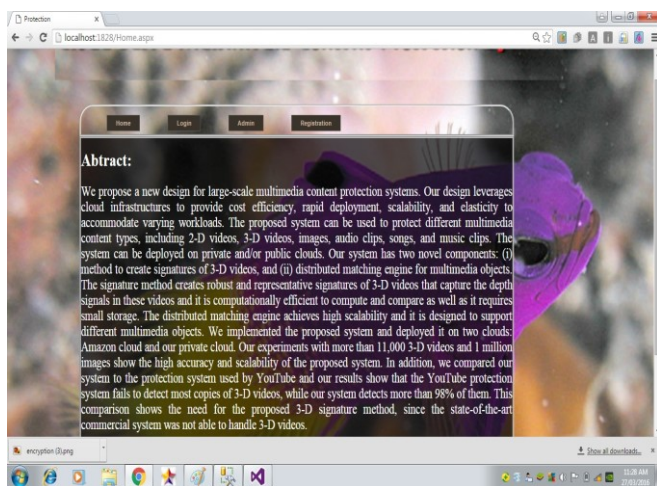 Protection
localhost:1828/Home.aspx
Home Login Admin Registration
Abtract:
We propose a new design for large-scale multimedia content protection systems. Our design leverages
cloud infrastructures to provide cost efficiency, rapid deployment, scalability, and elasticity to
accommodate varying workloads. The proposed system can be used to protect different multimedia
content types, including 2-D videos, 3-D videos, images, audio clips, songs, and music clips. The
system can be deployed on private and/or public clouds. Our system has two novel components: (i)
method to create signatures of 3-D videos, and (ii) distributed matching engine for multimedia objects.
The signature method creates robust and representative signatures of 3-D videos that capture the depth
signals in these videos and it is computationally efficient to compute and compare as well as it requires
small storage. The distributed matching engine achieves high scalability and it is designed to support
different multimedia objects. We implemented the proposed system and deployed it on two clouds:
Amazon cloud and our private cloud. Our experiments with more than 11,000 3-D videos and 1 million
images show the high accuracy and scalability of the proposed system. In addition, we compared our
system to the protection system used by YouTube and our results show that the YouTube protection
system fails to detect most copies of 3-D videos, while our system detects more than 98% of them. This
comparison shows the need for the proposed 3-D signature method, since the state-of-the-art
commercial system was not able to handle 3-D videos.
encryption (3).png
Show all downloads...
11:28 AM
27/03/2016